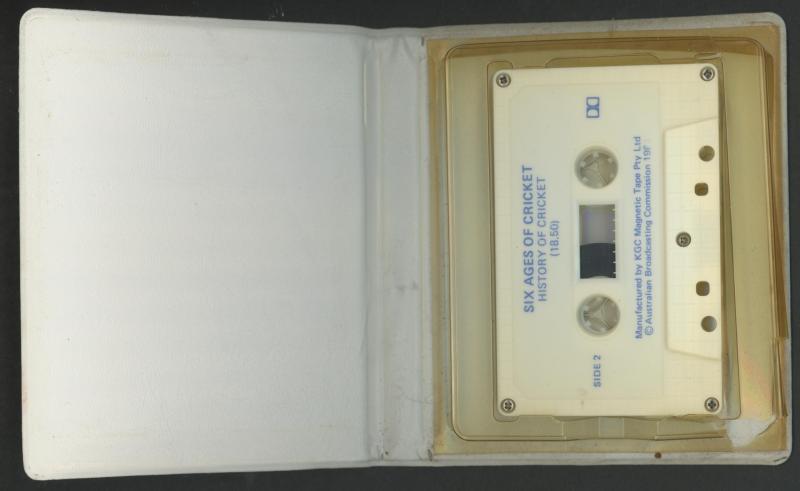 SIX AGES OF CRICKET
HISTORY OF CRICKET
(18.50)
SIDE 2
Manufactured by KGC Magnetic Tape Pty Ltd
© Australian Broadcasting Commission